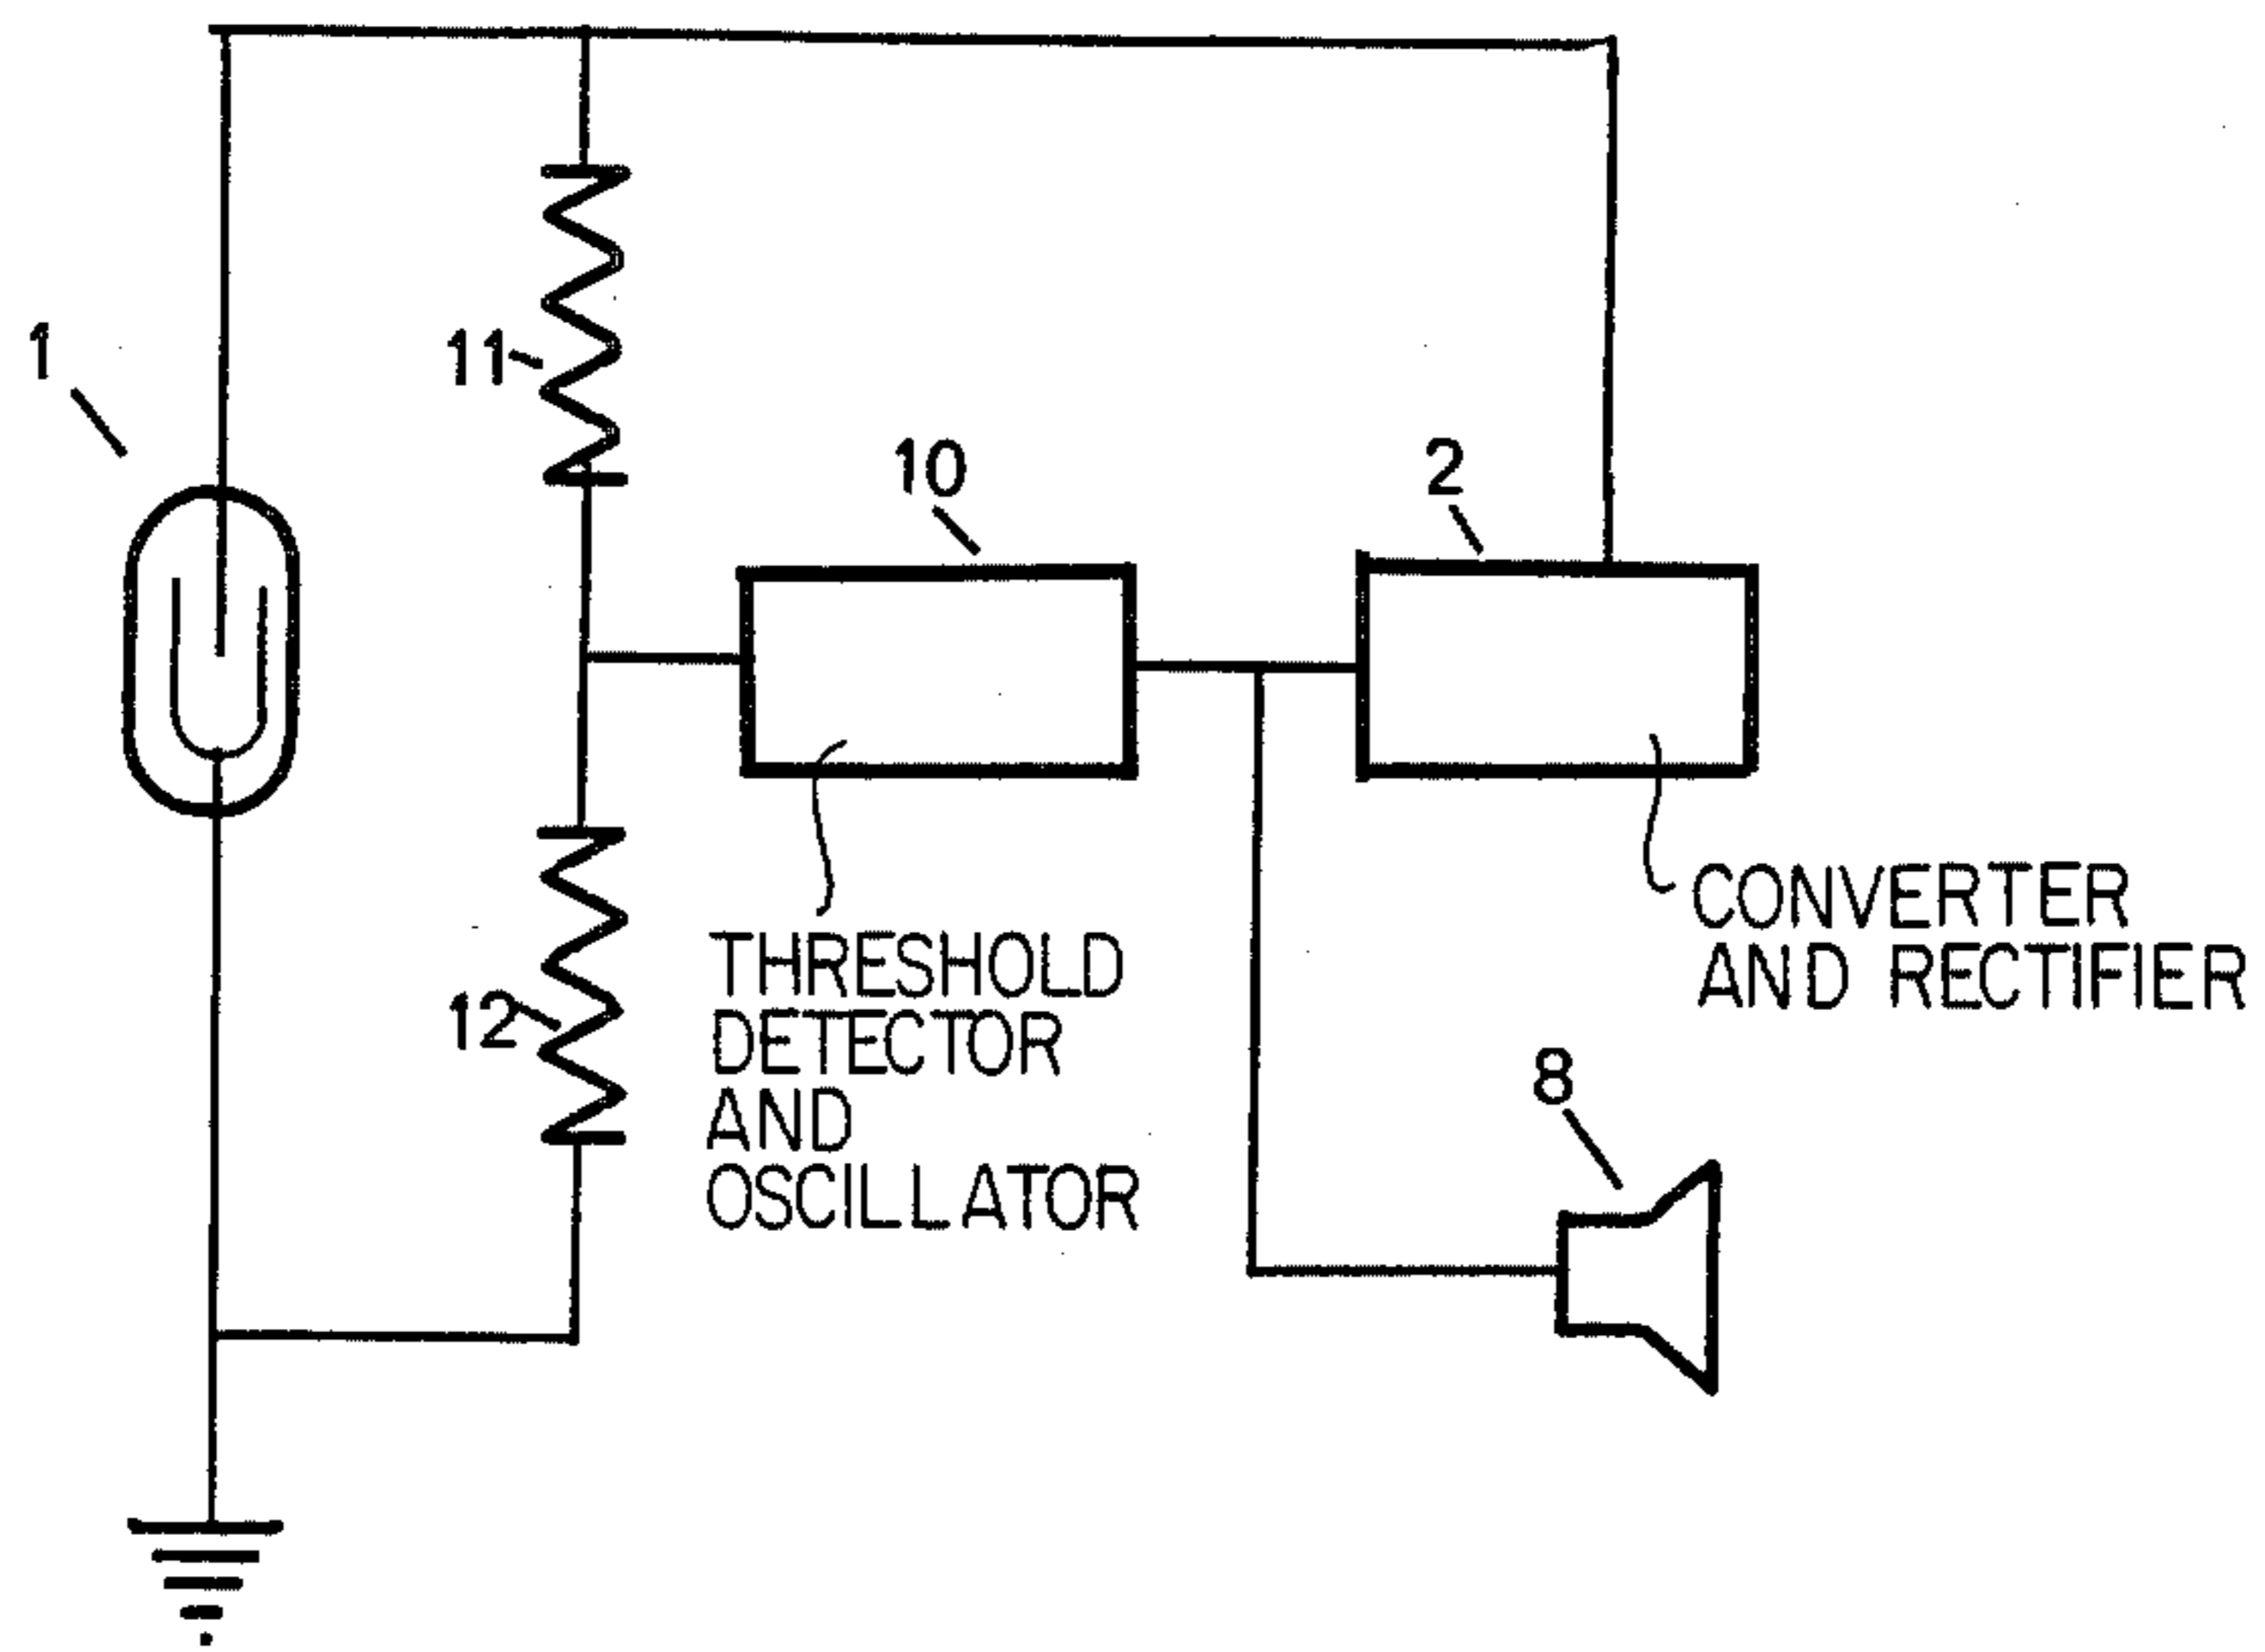 1
11
10
2
12
THRESHOLD
DETECTOR
AND
OSCILLATOR
CONVERTER
AND RECTIFIER
8